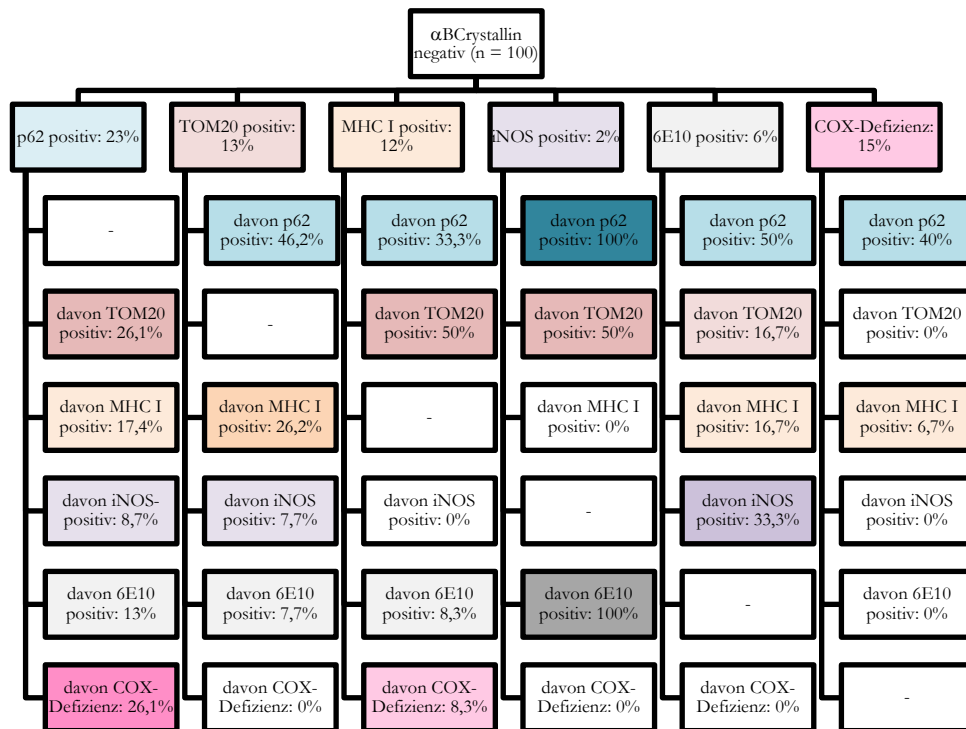 αBCrystallin
negativ (n = 100)
p62 positiv: 23%
TOM20 positiv:
13%
MHC I positiv:
12%
iNOS positiv: 2%
6E10 positiv: 6%
COX-Defizienz:
15%
-
davon p62
positiv: 46,2%
davon p62
positiv: 33,3%
davon p62
positiv: 100%
davon p62
positiv: 50%
davon p62
positiv: 40%
davon TOM20
positiv: 26,1%
-
davon TOM20
positiv: 50%
davon TOM20
positiv: 50%
davon TOM20
positiv: 16,7%
davon TOM20
positiv: 0%
davon MHC I
positiv: 17,4%
davon MHC I
positiv: 26,2%
-
davon MHC I
positiv: 0%
davon MHC I
positiv: 16,7%
davon MHC I
positiv: 6,7%
davon iNOS-
positiv: 8,7%
davon iNOS
positiv: 7,7%
davon iNOS
positiv: 0%
-
davon iNOS
positiv: 33,3%
davon iNOS
positiv: 0%
davon 6E10
positiv: 13%
davon 6E10
positiv: 7,7%
davon 6E10
positiv: 8,3%
davon 6E10
positiv: 100%
-
davon 6E10
positiv: 0%
davon COX-
Defizienz: 26,1%
davon COX-
Defizienz: 0%
davon COX-
Defizienz: 8,3%
davon COX-
Defizienz: 0%
davon COX-
Defizienz: 0%
-